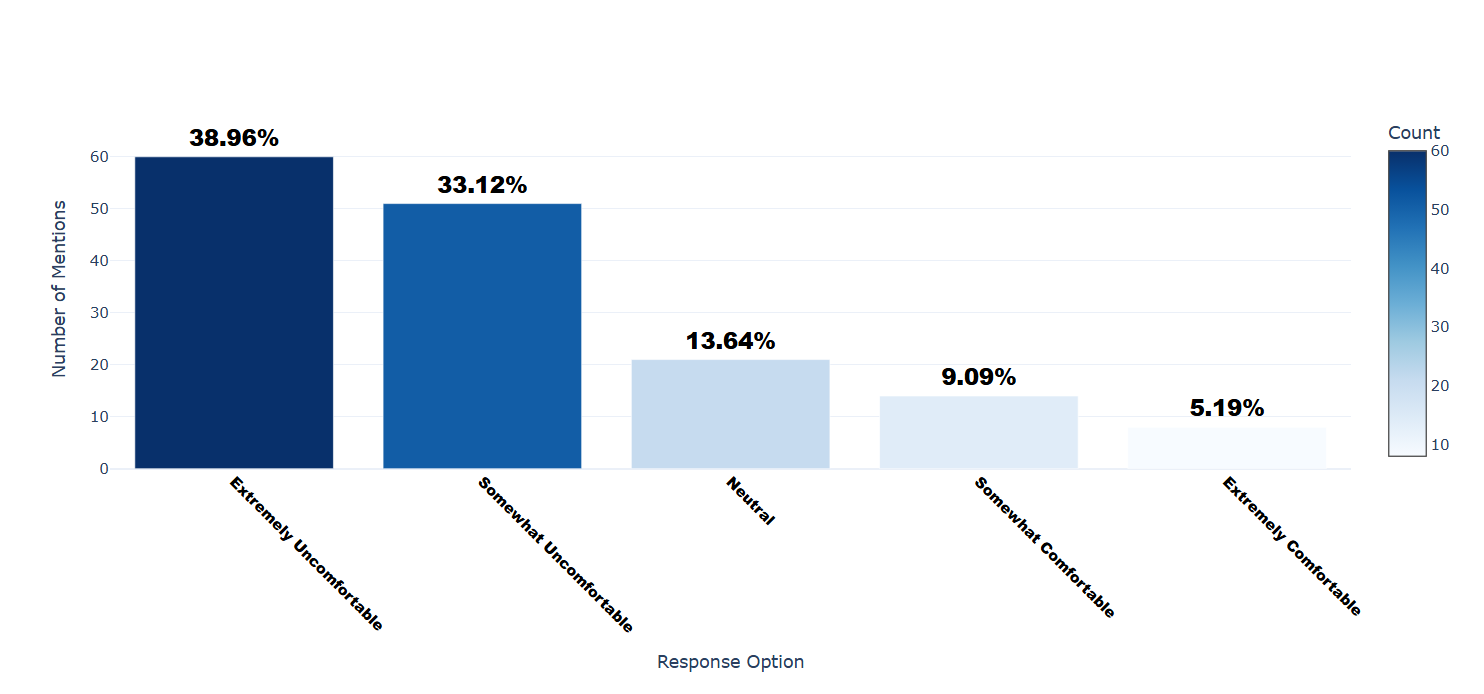 38.96%
33.12%
13.64%
9.09%
5.19%
Number of Mentions
60
50
40
30
20
10
0
Extremely Uncomfortable
Somewhat Uncomfortable
Neutral
Somewhat Comfortable
Extremely Comfortable
Response Option
Count
60
50
40
30
20
10